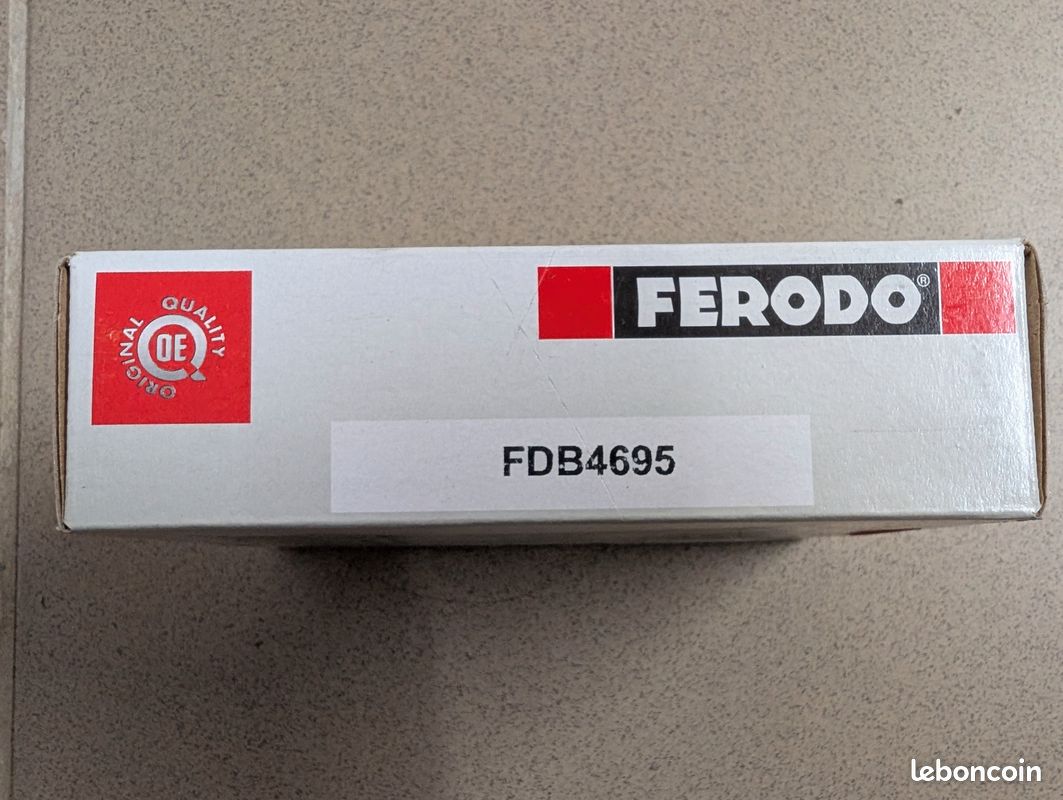 ORIGINAL QUALITY
OE
FERODO®
FDB4695
leboncoin